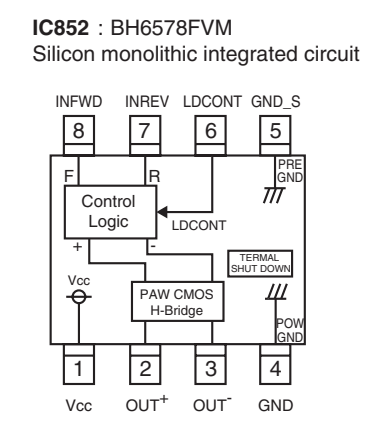 IC852 : BH6578FVM
Silicon monolithic integrated circuit
INFWD INREV LDCONT GND_S
8 7 6 5
F R PRE GND
Control Logic
LDCONT
+ -
Vcc
TERMAL SHUT DOWN
PAW CMOS H-Bridge
POW GND
1 2 3 4
Vcc OUT+ OUT- GND